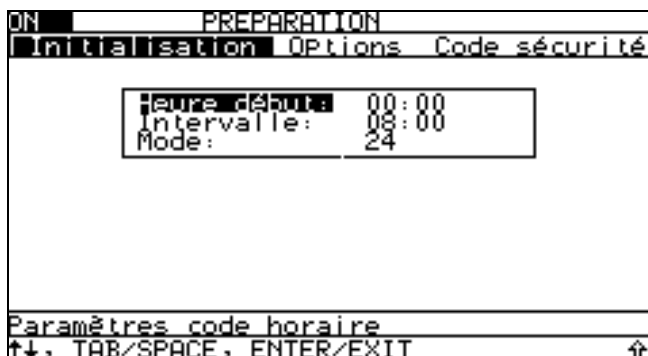 ON PREPARATION
Initialisation Options Code sécurité
Heure début: 00:00
Intervalle: 08:00
Mode: 24
Paramètres code horaire
↑↓, TAB/SPACE, ENTER/EXIT